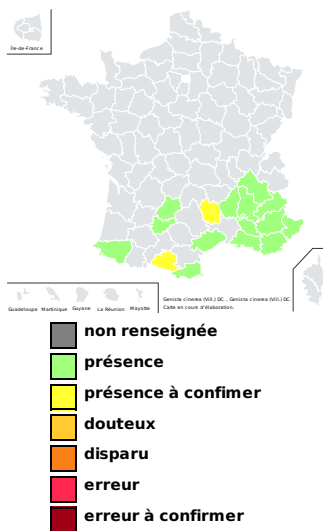 Île-de-France
Guadeloupe Martinique Guyane La Réunion Mayotte
Genista cinerea (Vill.) DC. , Genista cinerea (Vill.) DC.
Carte en cours d'élaboration.
non renseignée
présence
présence à confimer
douteux
disparu
erreur
erreur à confirmer